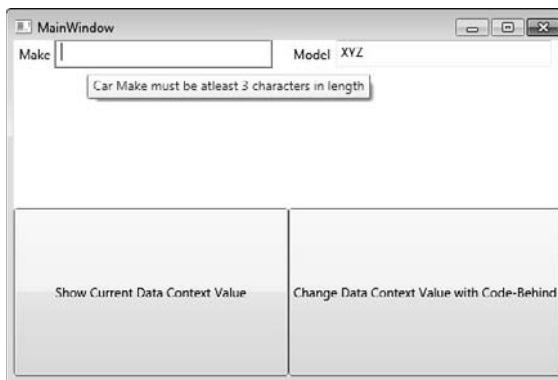 MainWindow
Make
Model XYZ
Car Make must be atleast 3 characters in length
Show Current Data Context Value
Change Data Context Value with Code-Behind